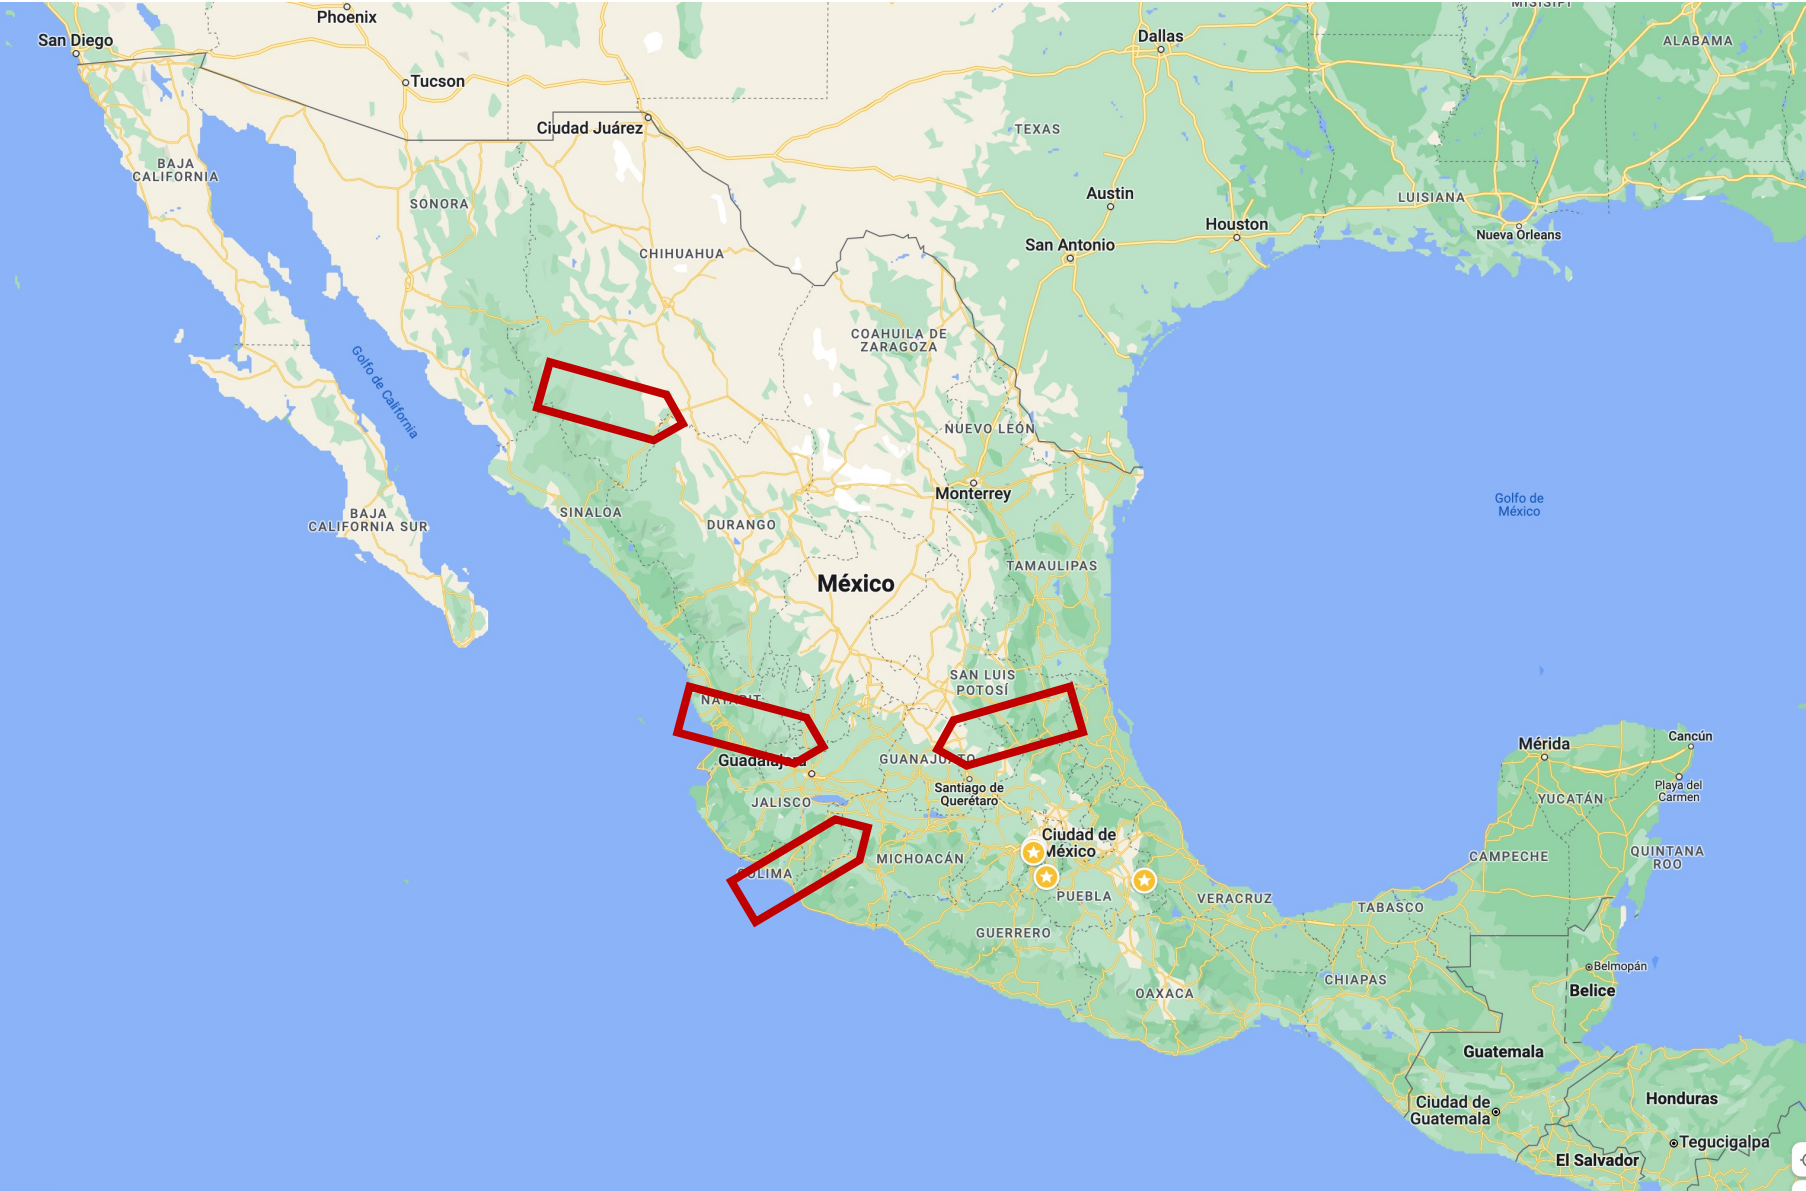 MISISIPI
Phoenix
San Diego
Dallas
ALABAMA
Tucson
Ciudad Juárez
TEXAS
BAJA
CALIFORNIA
Austin
LUISIANA
SONORA
Houston
Nueva Orleans
San Antonio
CHIHUAHUA
COAHUILA DE
ZARAGOZA
Golfo de California
NUEVO LEÓN
Monterrey
Golfo de
México
BAJA
CALIFORNIA SUR
SINALOA
DURANGO
TAMAULIPAS
México
SAN LUIS
POTOSÍ
NAYARIT
Cancún
Mérida
Guadalajara
GUANAJUATO
Santiago de
Querétaro
Playa del
Carmen
JALISCO
YUCATÁN
Ciudad de
México
MICHOACÁN
CAMPECHE
QUINTANA
ROO
COLIMA
PUEBLA
VERACRUZ
TABASCO
GUERRERO
Belmopán
CHIAPAS
Belice
OAXACA
Guatemala
Honduras
Ciudad de
Guatemala
Tegucigalpa
El Salvador